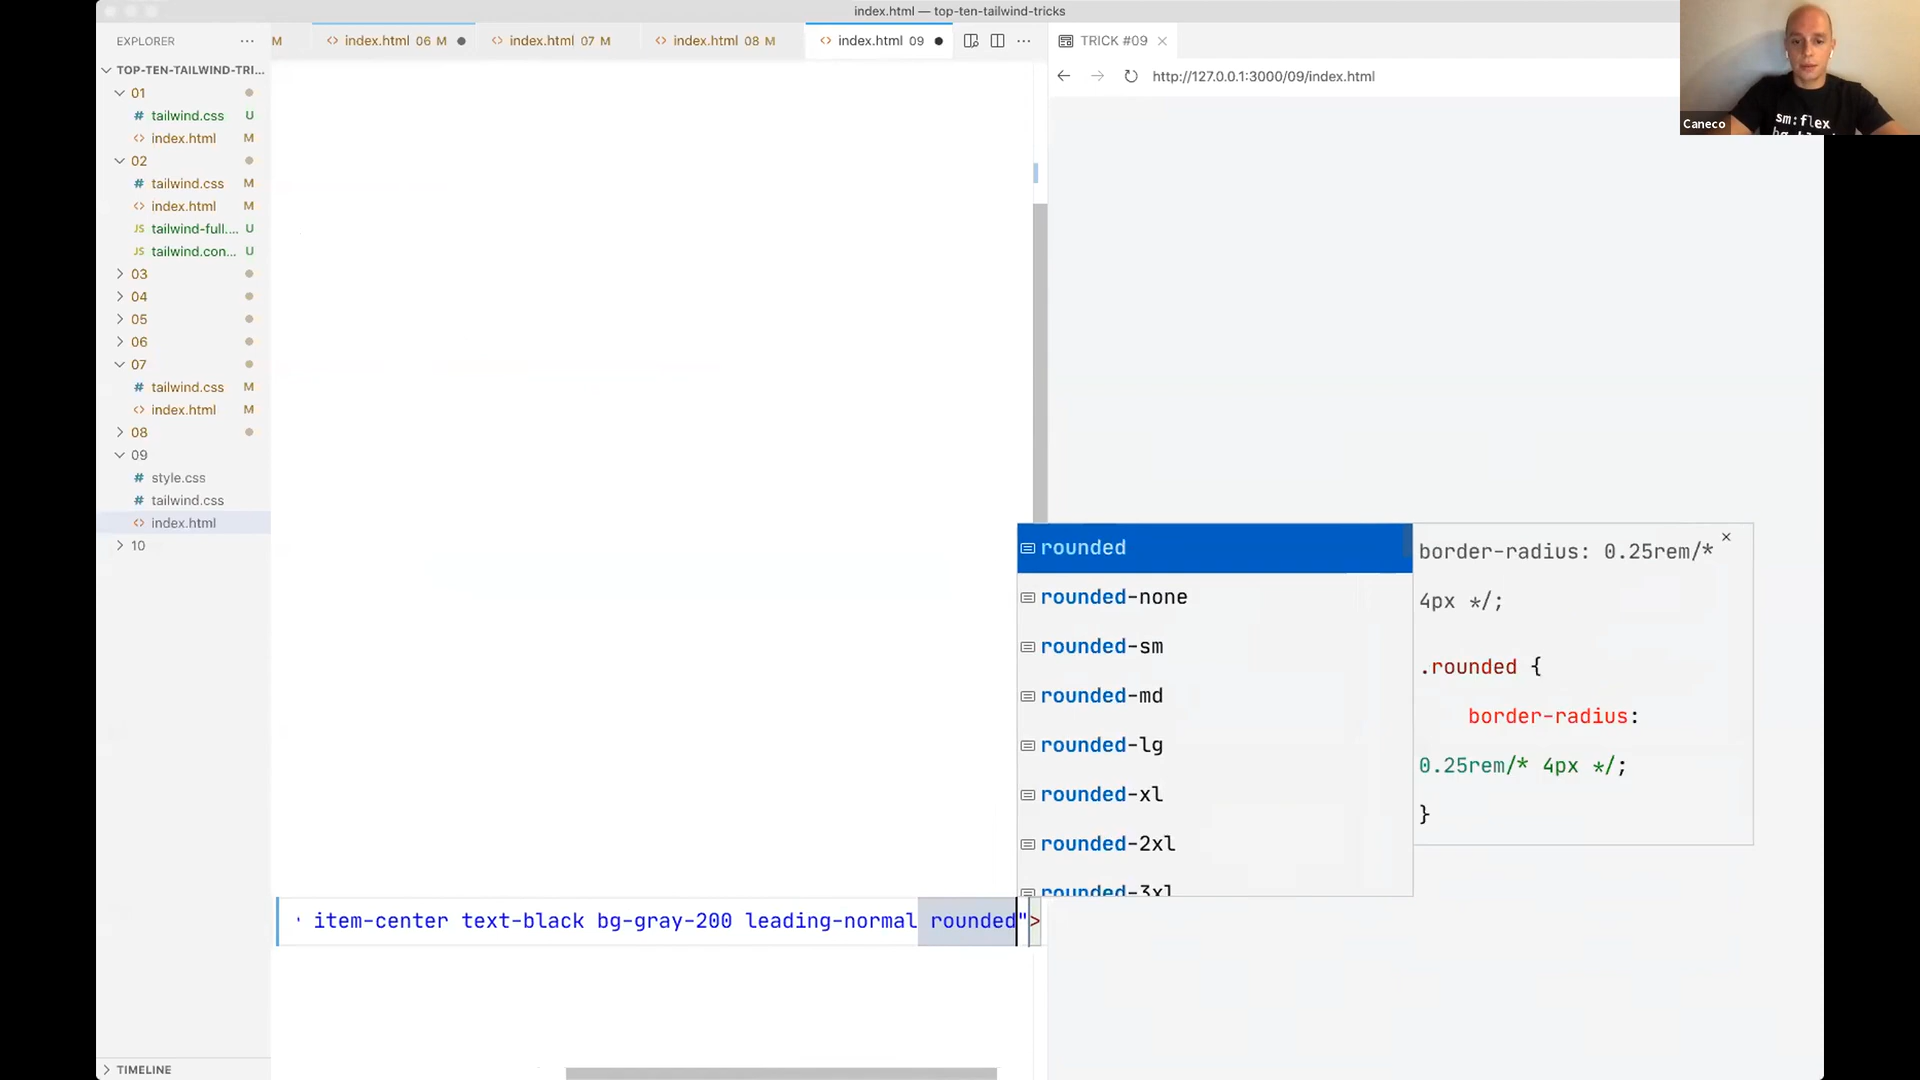 index.html — top-ten-tailwind-tricks
EXPLORER
M
index.html 06 M
index.html 07 M
index.html 08 M
index.html 09
TRICK #09
http://127.0.0.1:3000/09/index.html
sm:flex
Caneco
TOP-TEN-TAILWIND-TRI...
01
# tailwind.css U
<> index.html M
02
# tailwind.css M
<> index.html M
JS tailwind-full.... U
JS tailwind.con... U
03
04
05
06
07
# tailwind.css M
<> index.html M
08
09
# style.css
# tailwind.css
<> index.html
10
TIMELINE
rounded
rounded-none
rounded-sm
rounded-md
rounded-lg
rounded-xl
rounded-2xl
rounded-3xl
border-radius: 0.25rem/*
4px */;
.rounded {
border-radius:
0.25rem/* 4px */;
}
item-center text-black bg-gray-200 leading-normal rounded">